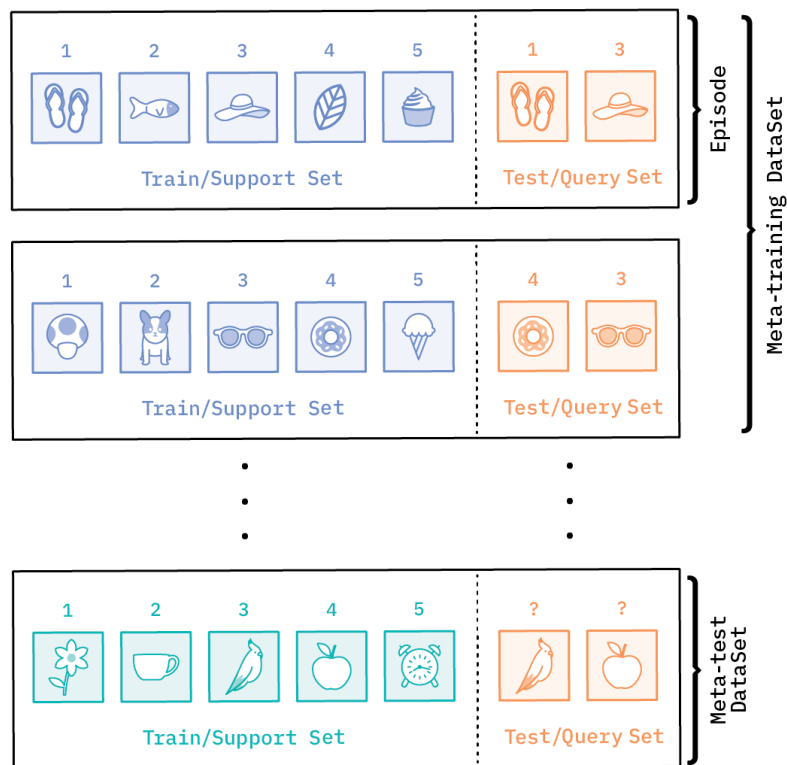 1 2 3 4 5 1 3
Train/Support Set Test/Query Set
Episode
Meta-training DataSet
1 2 3 4 5 4 3
Train/Support Set Test/Query Set
1 2 3 4 5 ? ?
Train/Support Set Test/Query Set
Meta-test
DataSet